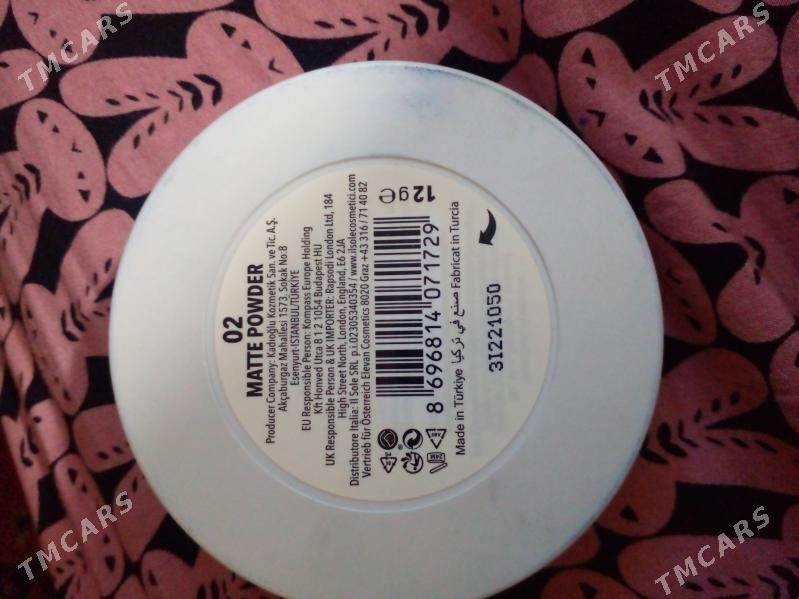 02
MATTE POWDER
Producer Company: Kadıoğlu Kozmetik San. ve Tic A.Ş.
Akçaburgaz Mahallesi 1573. Sokak No:8
Esenyurt İSTANBUL/TÜRKİYE
EU Responsible Person: Kompass Europe Holding
Kft Honved Utca 8 1 2 1054 Budapest HU
UK Responsible Person & UK IMPORTER: Rapsodi London Ltd, 184
High Street North, London, England, E6 2JA
Distributore Italia: Il Sole SRL p.i.02305340354 / www.ilsolecosmetici.com
Vertrieb für Österreich Elevan Cosmetics 8020 Graz +43 316 / 71 40 82
12 g e
8 696814 071729
24M
Made in Türkiye صنع في تركيا Fabricat in Turcia
31221050
TMCARS
TMCARS
TMCARS
TMCARS